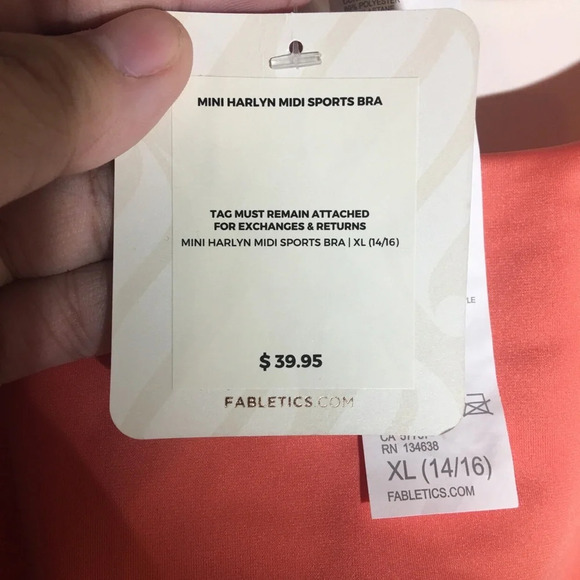 MINI HARLYN MIDI SPORTS BRA
TAG MUST REMAIN ATTACHED
FOR EXCHANGES & RETURNS
MINI HARLYN MIDI SPORTS BRA | XL (14/16)
$ 39.95
FABLETICS.COM
POLYESTER
RN 134638
XL (14/16)
FABLETICS.COM